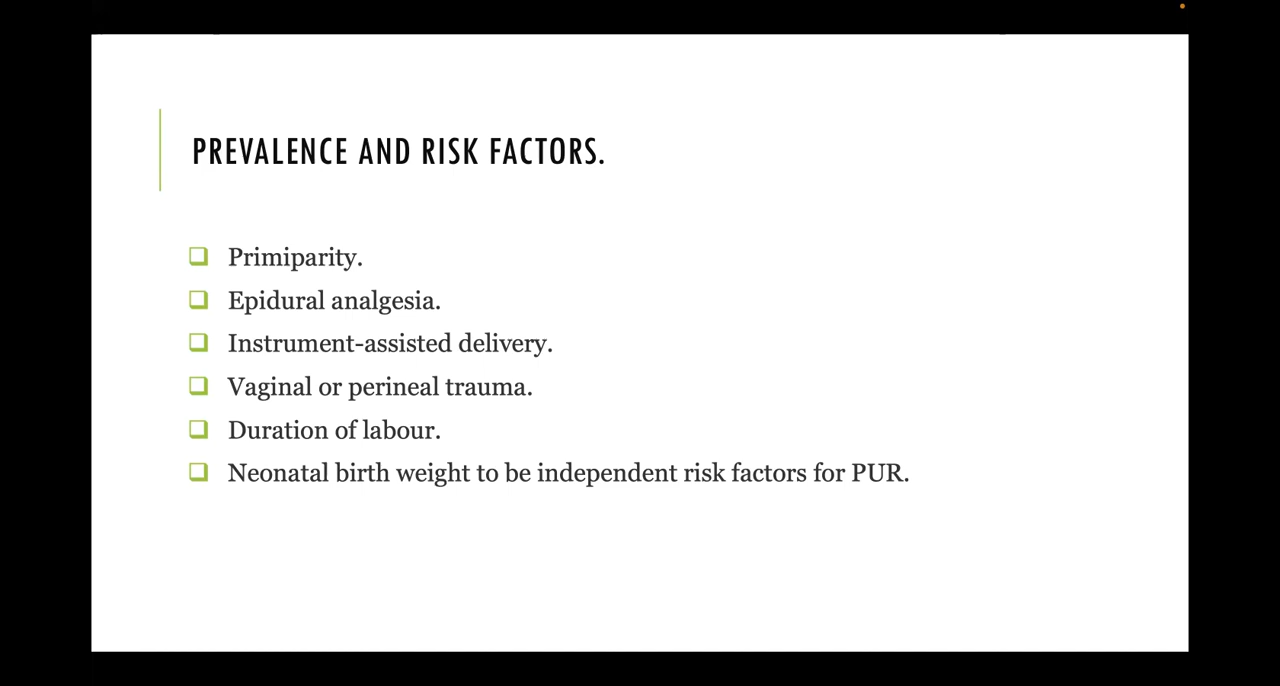 PREVALENCE AND RISK FACTORS.
Primiparity.
Epidural analgesia.
Instrument-assisted delivery.
Vaginal or perineal trauma.
Duration of labour.
Neonatal birth weight to be independent risk factors for PUR.